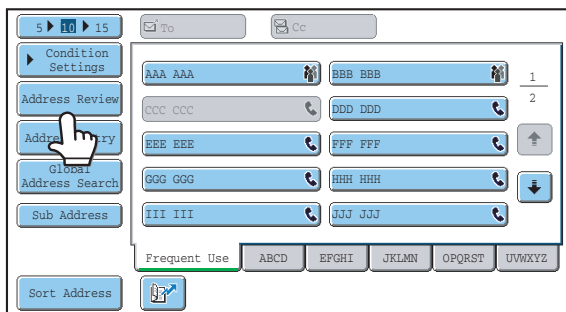 5 10 15
To
Cc
Condition
Settings
Address Review
Global
Address Search
Sub Address
Sort Address
AAA AAA
BBB BBB
CCC CCC
DDD DDD
EEE EEE
FFF FFF
GGG GGG
HHH HHH
III III
JJJ JJJ
1
2
Frequent Use
ABCD
EFGHI
JKLMN
OPQRST
UVWXYZ